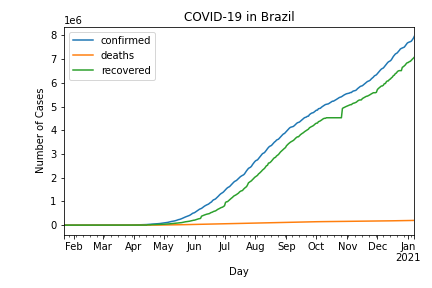 COVID-19 in Brazil
1e6
confirmed
deaths
recovered
Number of Cases
8
7
6
5
4
3
2
1
0
Feb Mar Apr May Jun Jul Aug Sep Oct Nov Dec Jan
2021
Day